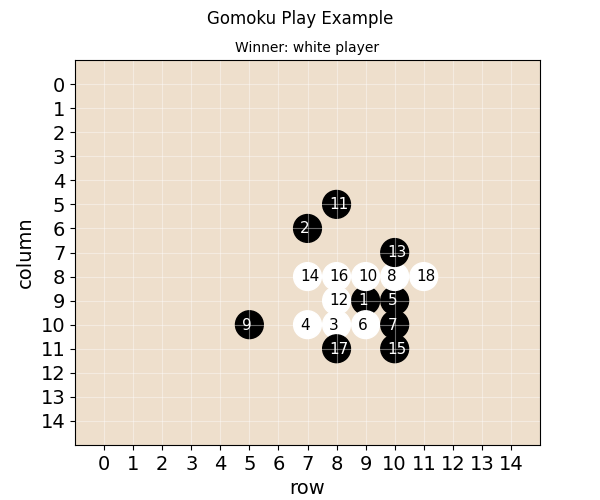 Gomoku Play Example
Winner: white player
0
1
2
3
4
5
11
6
2
7
13
8
14 16 10 8 18
9
12 1 5
10
9 4 3 6 7
11
17 15
12
13
14
column
0 1 2 3 4 5 6 7 8 9 10 11 12 13 14
row